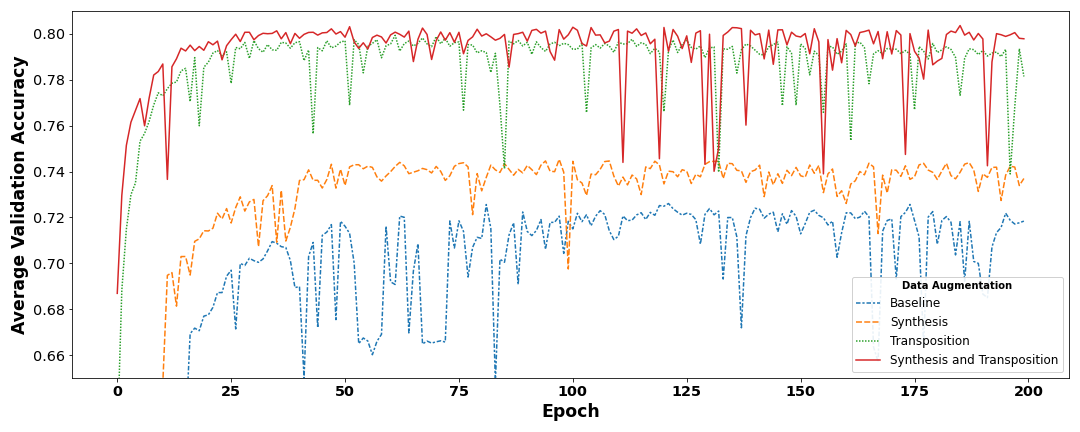 Average Validation Accuracy
0.80
0.78
0.76
0.74
0.72
0.70
0.68
0.66
0 25 50 75 100 125 150 175 200
Epoch
Data Augmentation
Baseline
Synthesis
Transposition
Synthesis and Transposition